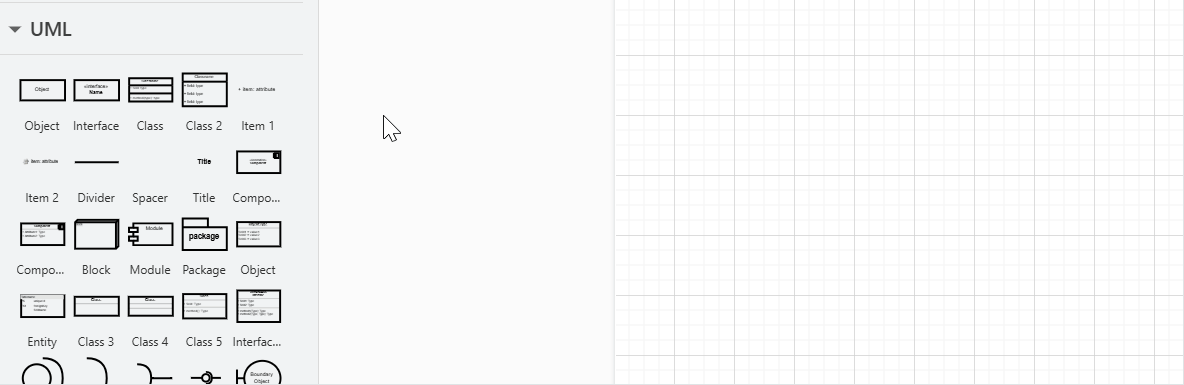 UML
Object
«interface»
Name
Classname
+ item: attribute
Object Interface Class Class 2 Item 1
item: attribute
Title
Item 2 Divider Spacer Title Compo...
Module
package
Compo... Block Module Package Object
Entity Class 3 Class 4 Class 5 Interfac...
Boundary
Object